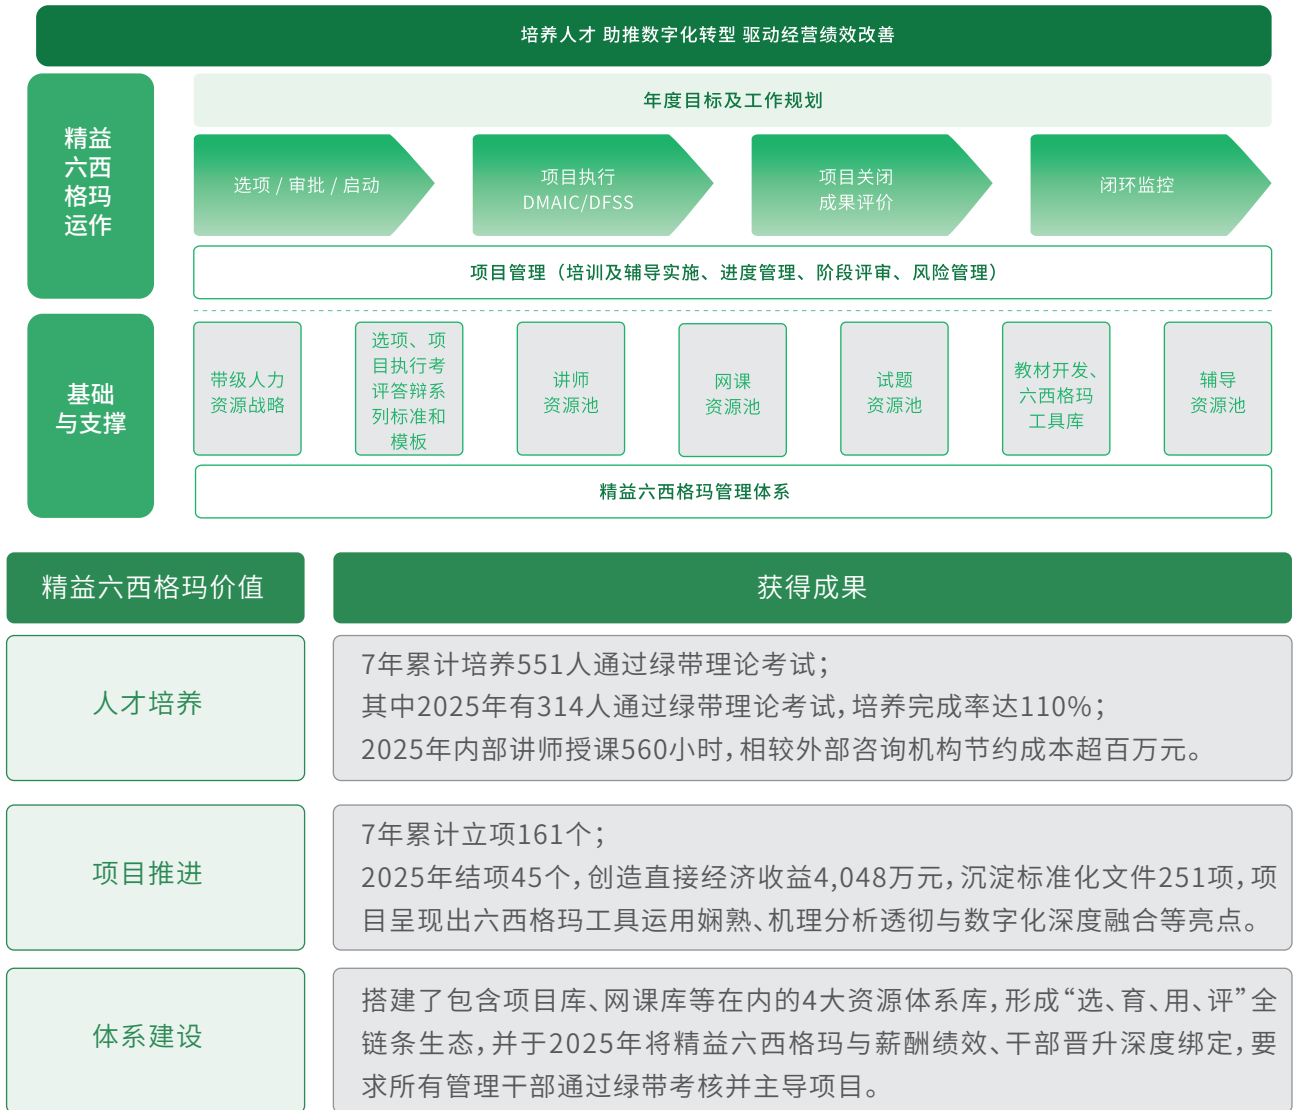 培养人才 助推数字化转型 驱动经营绩效改善
精益
六西
格玛
运作
年度目标及工作规划
选项 / 审批 / 启动
项目执行
DMAIC/DFSS
项目关闭
成果评价
闭环监控
项目管理（培训及辅导实施、进度管理、阶段评审、风险管理）
基础
与支撑
带级人力
资源战略
选项、项
目执行考
评答辩系
列标准和
模板
讲师
资源池
网课
资源池
试题
资源池
教材开发、
六西格玛
工具库
辅导
资源池
精益六西格玛管理体系
精益六西格玛价值
获得成果
人才培养
7年累计培养551人通过绿带理论考试；
其中2025年有314人通过绿带理论考试，培养完成率达110%；
2025年内部讲师授课560小时，相较外部咨询机构节约成本超百万元。
项目推进
7年累计立项161个；
2025年结项45个，创造直接经济收益4,048万元，沉淀标准化文件251项，项
目呈现出六西格玛工具运用娴熟、机理分析透彻与数字化深度融合等亮点。
体系建设
搭建了包含项目库、网课库等在内的4大资源体系库，形成“选、育、用、评”全
链条生态，并于2025年将精益六西格玛与薪酬绩效、干部晋升深度绑定，要
求所有管理干部通过绿带考核并主导项目。